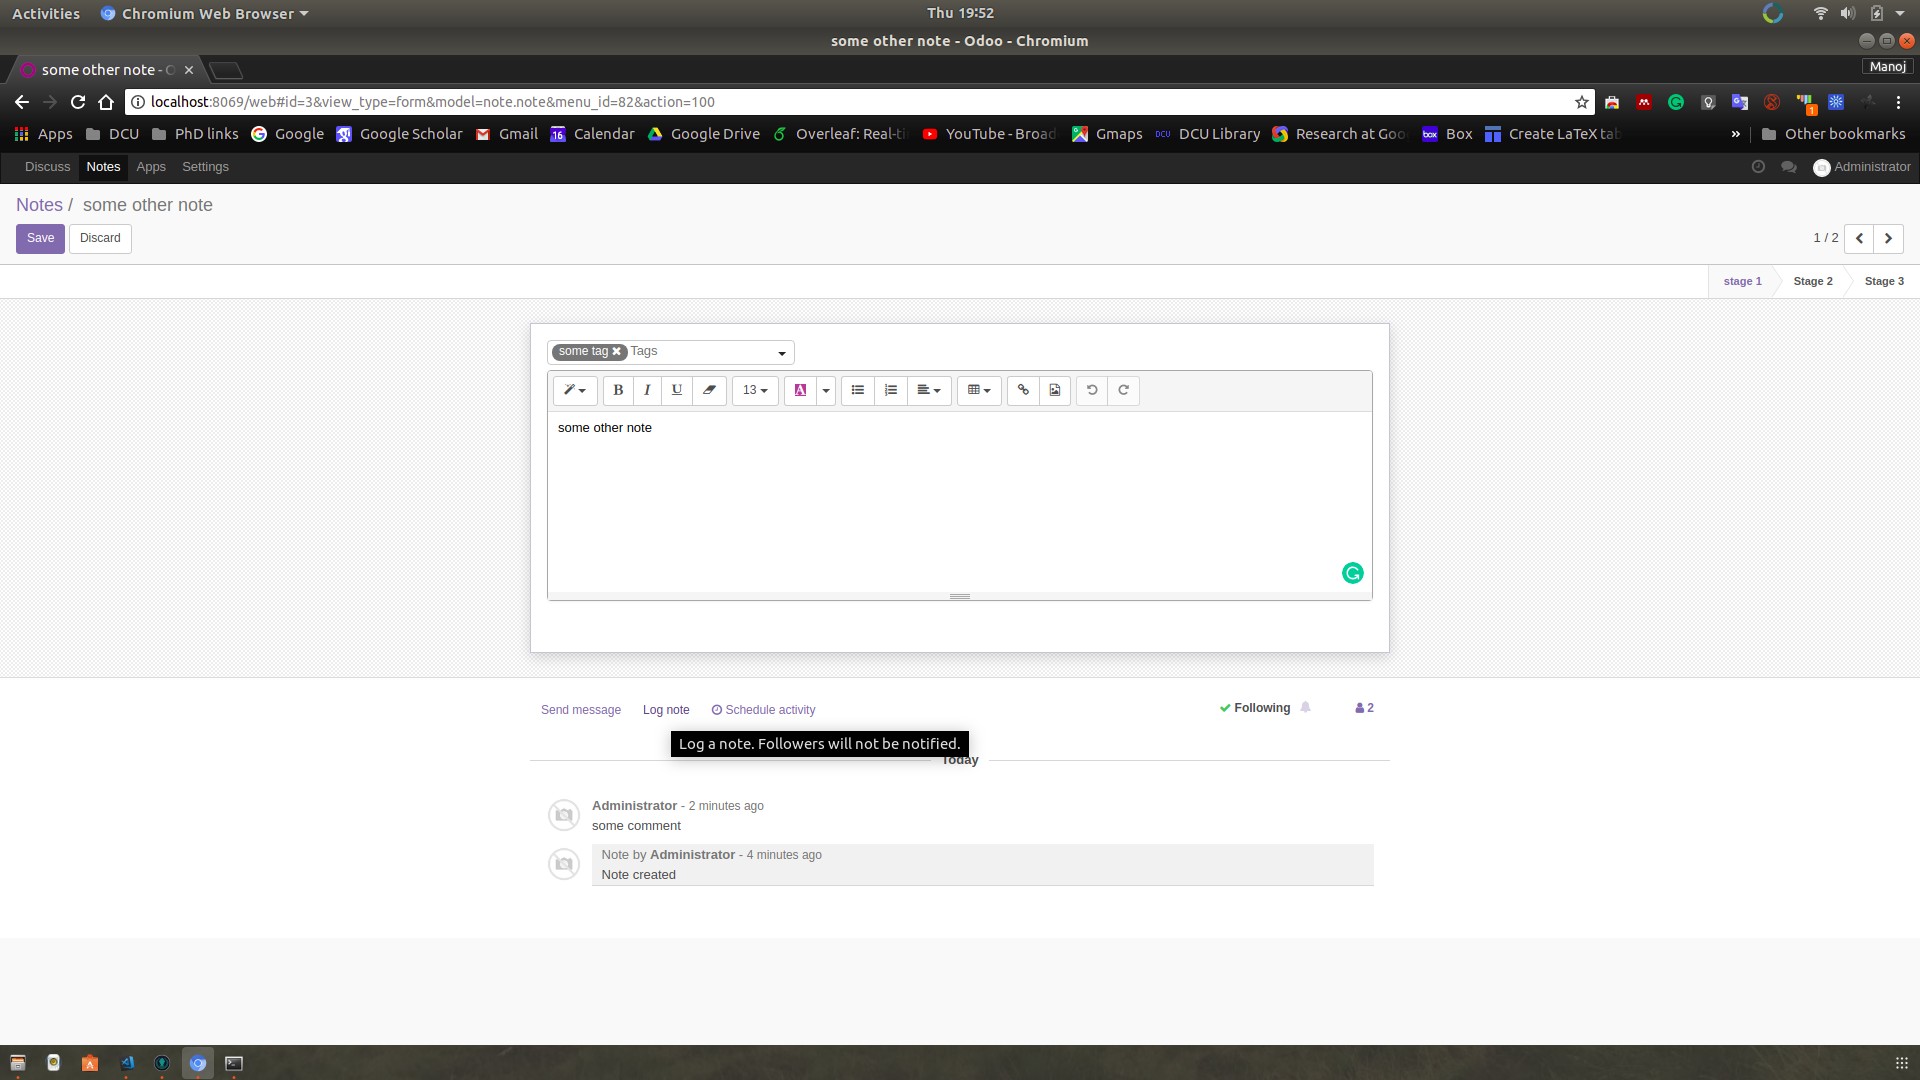 Activities Chromium Web Browser Thu 19:52
some other note - Odoo - Chromium
some other note - Manoj
localhost:8069/web#id=3&view_type=form&model=note.note&menu_id=82&action=100 1
Apps DCU PhD links Google Google Scholar Gmail 16 Calendar Google Drive Overleaf: Real-ti YouTube - Broad Gmaps DCU DCU Library Research at Goo box Box Create LaTeX tab » Other bookmarks
Discuss Notes Apps Settings Administrator
Notes / some other note
Save Discard 1 / 2
stage 1 Stage 2 Stage 3
some tag Tags
B I U 13 A
some other note
Send message Log note Schedule activity Following 2
Log a note. Followers will not be notified.
Today
Administrator - 2 minutes ago
some comment
Note by Administrator - 4 minutes ago
Note created